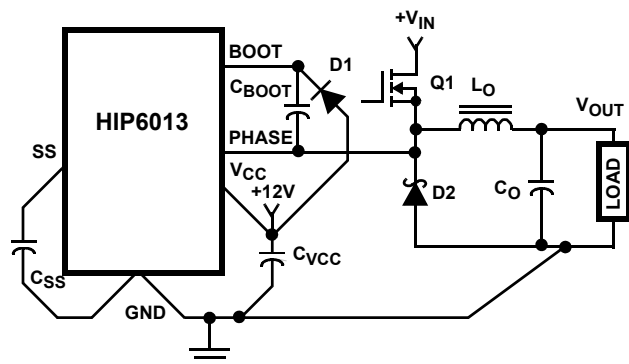 +VIN
BOOT
D1
CBOOT
Q1
LO
VOUT
HIP6013
SS
PHASE
VCC
+12V
D2
CO
LOAD
CSS
CVCC
GND